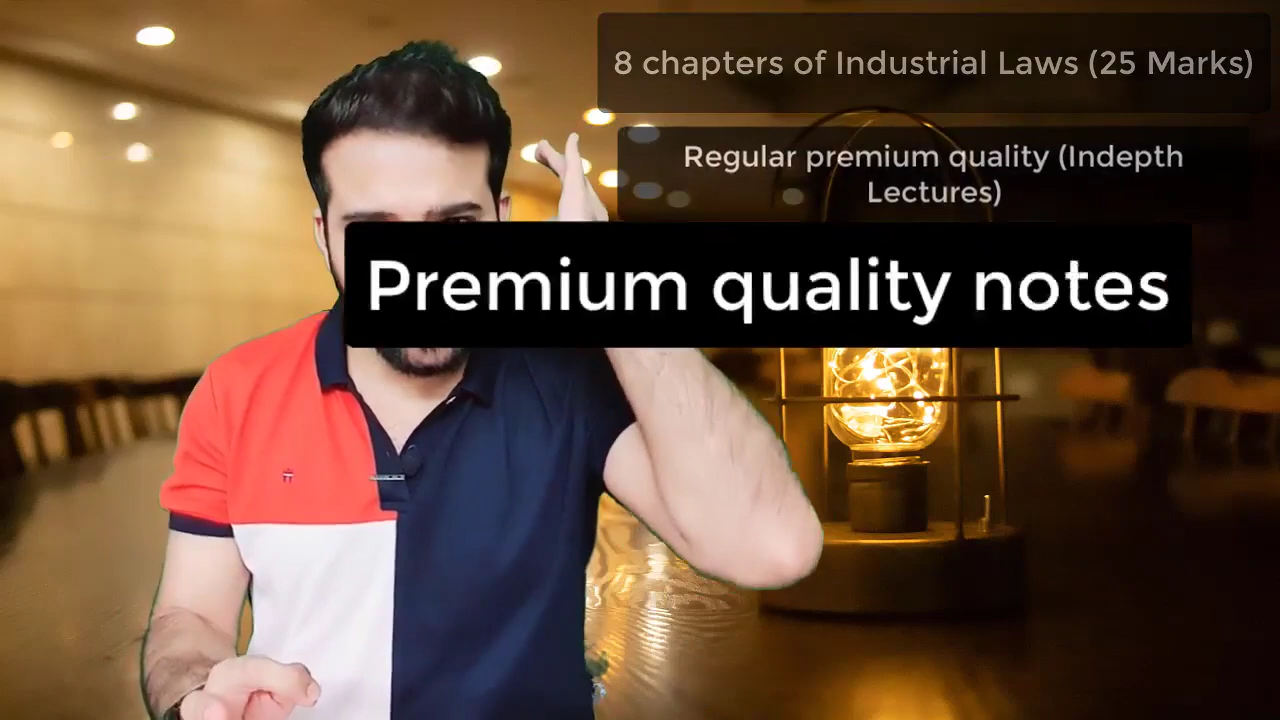 8 chapters of Industrial Laws (25 Marks)
Regular premium quality (Indepth
Lectures)
Premium quality notes